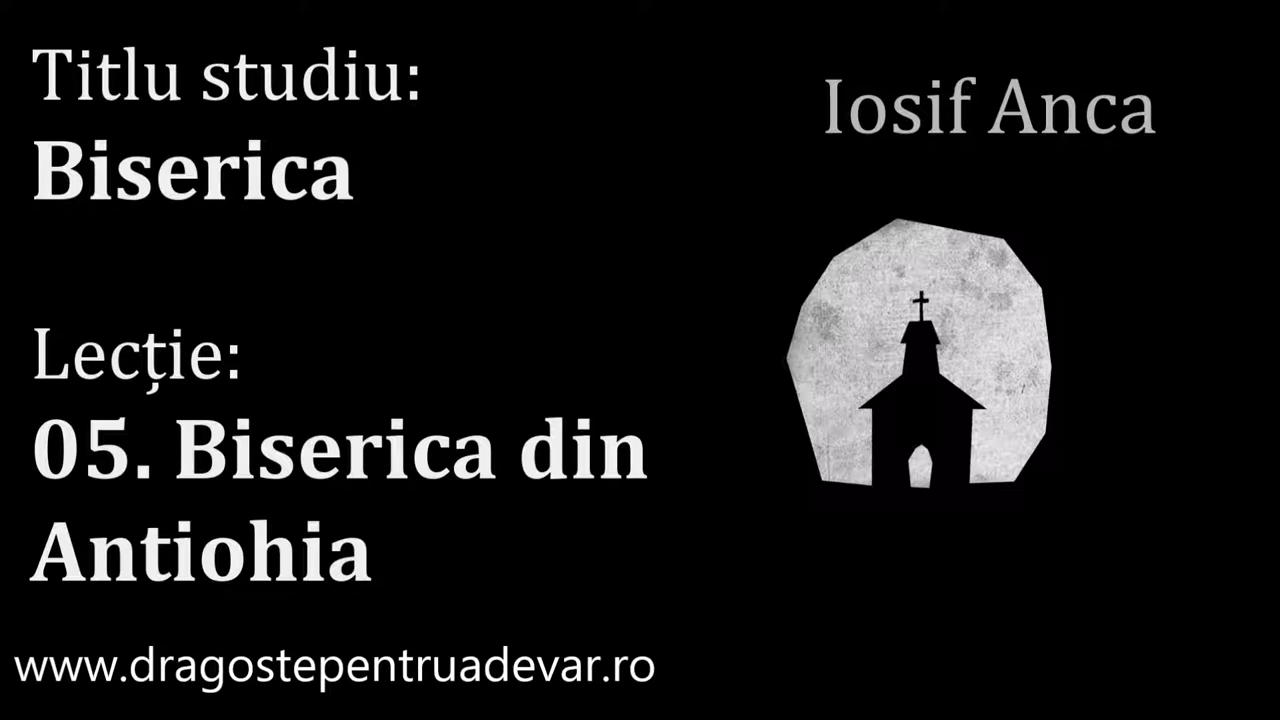 Titlu studiu:
Biserica
Iosif Anca
Lecție:
05. Biserica din
Antiohia
www.dragostepentruadevar.ro